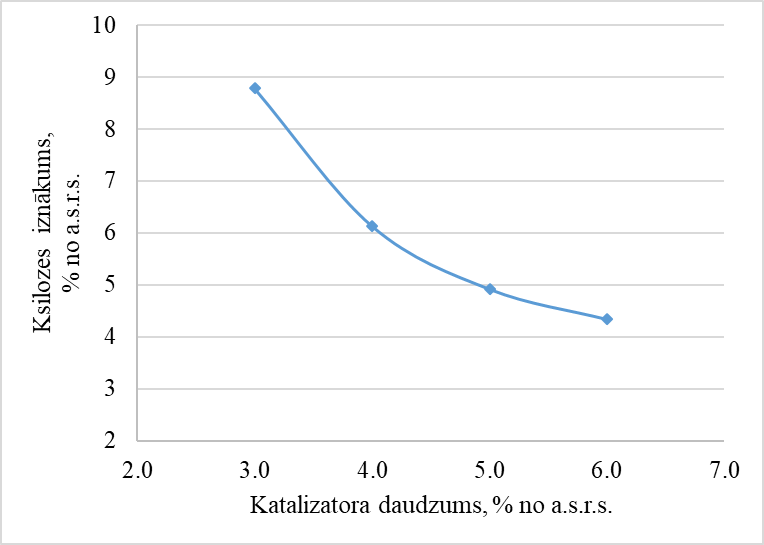 10
9
8
7
6
5
4
3
2
Ksilozes iznākums,
% no a.s.r.s.
2.0 3.0 4.0 5.0 6.0 7.0
Katalizatora daudzums, % no a.s.r.s.